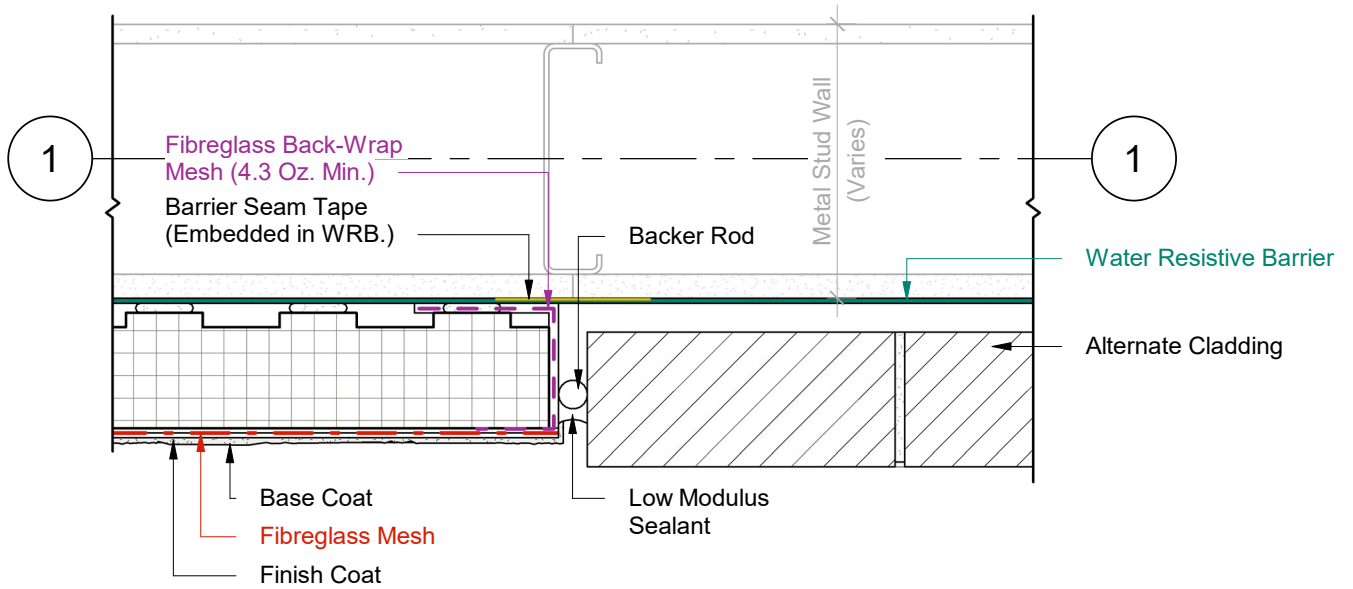 1
Fibreglass Back-Wrap
Mesh (4.3 Oz. Min.)
Barrier Seam Tape
(Embedded in WRB.)
Backer Rod
Metal Stud Wall
(Varies)
1
Water Resistive Barrier
Alternate Cladding
Base Coat
Fibreglass Mesh
Finish Coat
Low Modulus
Sealant